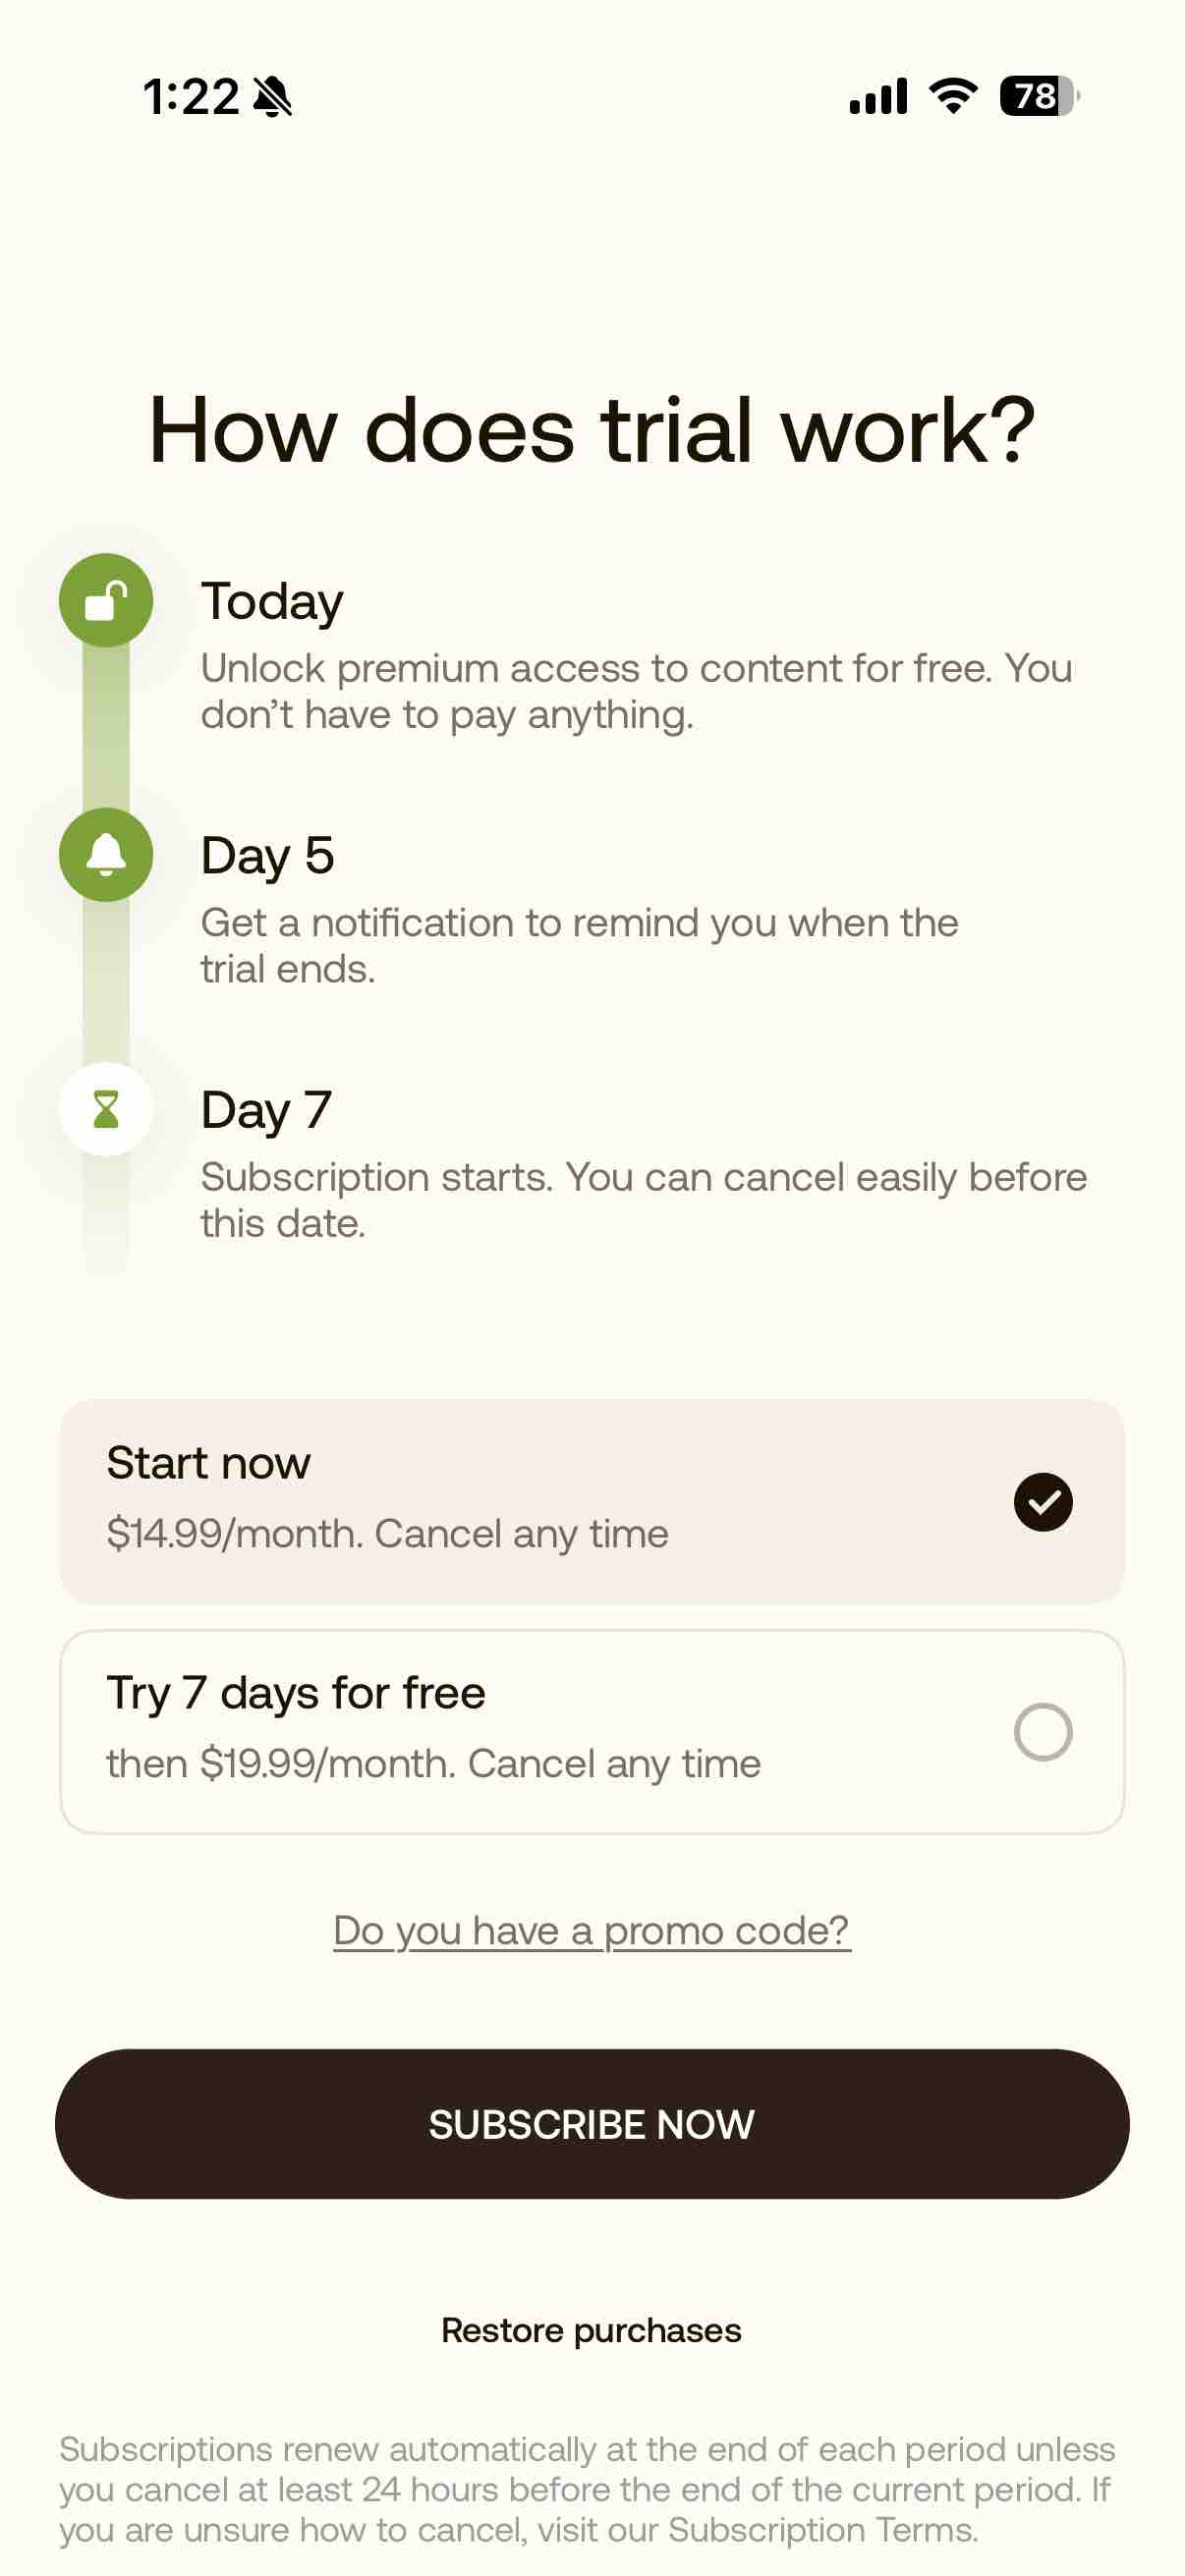 1:22
78
How does trial work?
Today
Unlock premium access to content for free. You
don’t have to pay anything.
Day 5
Get a notification to remind you when the
trial ends.
Day 7
Subscription starts. You can cancel easily before
this date.
Start now
$14.99/month. Cancel any time
Try 7 days for free
then $19.99/month. Cancel any time
Do you have a promo code?
SUBSCRIBE NOW
Restore purchases
Subscriptions renew automatically at the end of each period unless
you cancel at least 24 hours before the end of the current period. If
you are unsure how to cancel, visit our Subscription Terms.